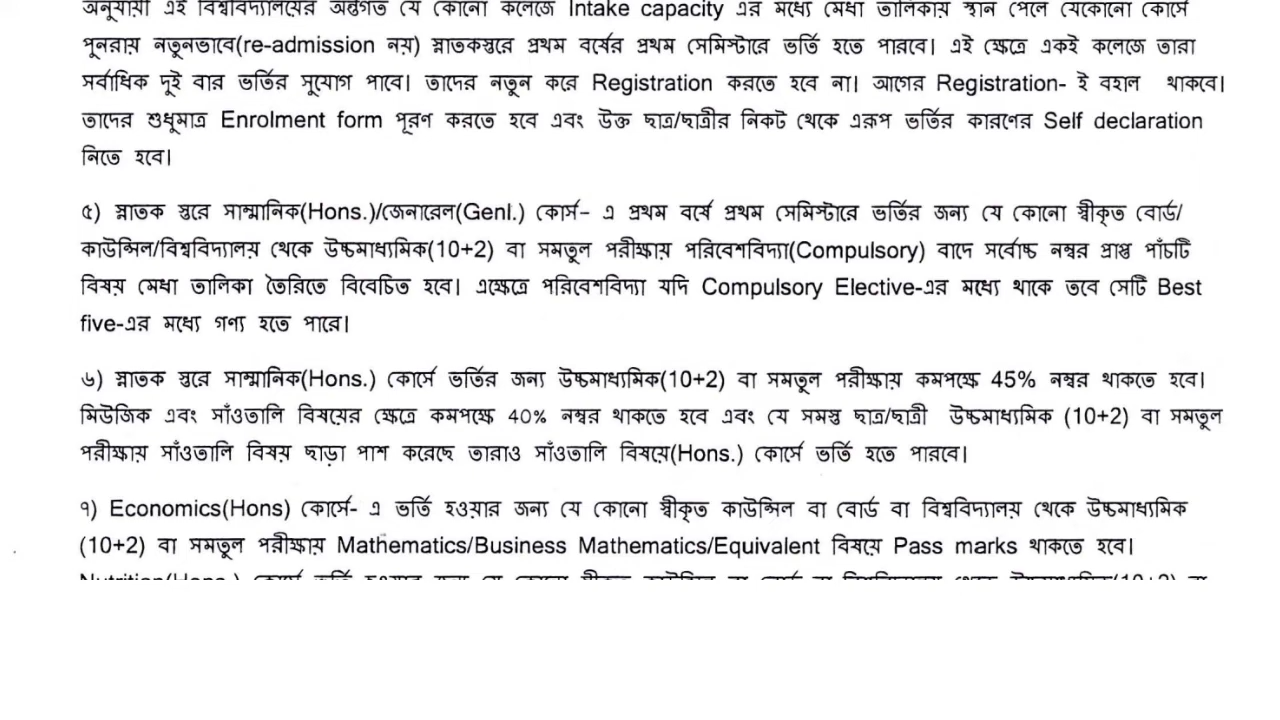 অনুযায়ী এই বিশ্ববিদ্যালয়ের অন্তর্গত যে কোনো কলেজে Intake capacity এর মধ্যে মেধা তালিকায় স্থান পেলে যেকোনো কোর্সে
পূনরায় নতুনভাবে(re-admission নয়) স্নাতকস্তরে প্রথম বর্ষের প্রথম সেমিস্টারে ভর্তি হতে পারবে। এই ক্ষেত্রে একই কলেজে তারা
সর্বাধিক দুই বার ভর্তির সুযোগ পাবে। তাদের নতুন করে Registration করতে হবে না। আগের Registration- ই বহাল থাকবে।
তাদের শুধুমাত্র Enrolment form পূরণ করতে হবে এবং উক্ত ছাত্র/ছাত্রীর নিকট থেকে এরূপ ভর্তির কারণের Self declaration
নিতে হবে।
৫) স্নাতক স্তরে সাম্মানিক(Hons.)/জেনারেল(Genl.) কোর্স- এ প্রথম বর্ষে প্রথম সেমিস্টারে ভর্তির জন্য যে কোনো স্বীকৃত বোর্ড/
কাউন্সিল/বিশ্ববিদ্যালয় থেকে উচ্চমাধ্যমিক(10+2) বা সমতুল পরীক্ষায় পরিবেশবিদ্যা(Compulsory) বাদে সর্বোচ্চ নম্বর প্রাপ্ত পাঁচটি
বিষয় মেধা তালিকা তৈরিতে বিবেচিত হবে। এক্ষেত্রে পরিবেশবিদ্যা যদি Compulsory Elective-এর মধ্যে থাকে তবে সেটি Best
five-এর মধ্যে গণ্য হতে পারে।
৬) স্নাতক স্তরে সাম্মানিক(Hons.) কোর্সে ভর্তির জন্য উচ্চমাধ্যমিক(10+2) বা সমতুল পরীক্ষায় কমপক্ষে 45% নম্বর থাকতে হবে।
মিউজিক এবং সাঁওতালি বিষয়ের ক্ষেত্রে কমপক্ষে 40% নম্বর থাকতে হবে এবং যে সমস্ত ছাত্র/ছাত্রী উচ্চমাধ্যমিক (10+2) বা সমতুল
পরীক্ষায় সাঁওতালি বিষয় ছাড়া পাশ করেছে তারাও সাঁওতালি বিষয়ে(Hons.) কোর্সে ভর্তি হতে পারবে।
৭) Economics(Hons) কোর্সে- এ ভর্তি হওয়ার জন্য যে কোনো স্বীকৃত কাউন্সিল বা বোর্ড বা বিশ্ববিদ্যালয় থেকে উচ্চমাধ্যমিক
(10+2) বা সমতুল পরীক্ষায় Mathematics/Business Mathematics/Equivalent বিষয়ে Pass marks থাকতে হবে।